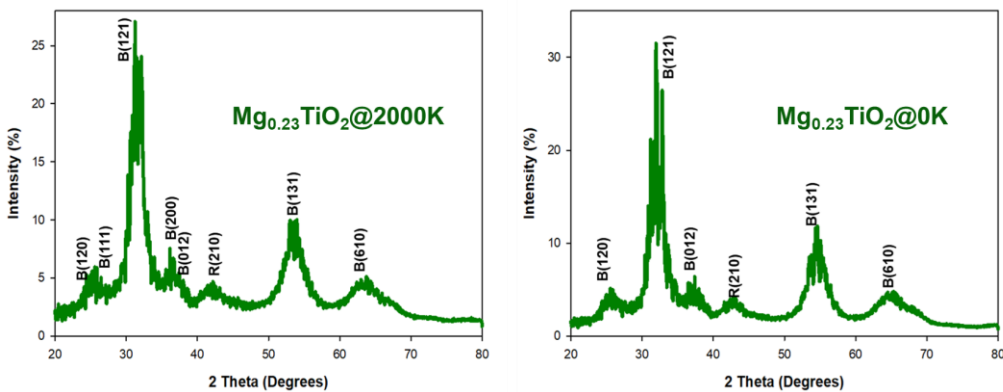 B(121)
Mg0.23TiO2@2000K
B(120)
B(111)
B(200)
B(012)
R(210)
B(131)
B(610)
Intensity (%)
0
5
10
15
20
25
20 30 40 50 60 70 80
2 Theta (Degrees)
B(121)
Mg0.23TiO2@0K
B(120)
B(012)
R(210)
B(131)
B(610)
Intensity (%)
0
10
20
30
20 30 40 50 60 70 80
2 Theta (Degrees)